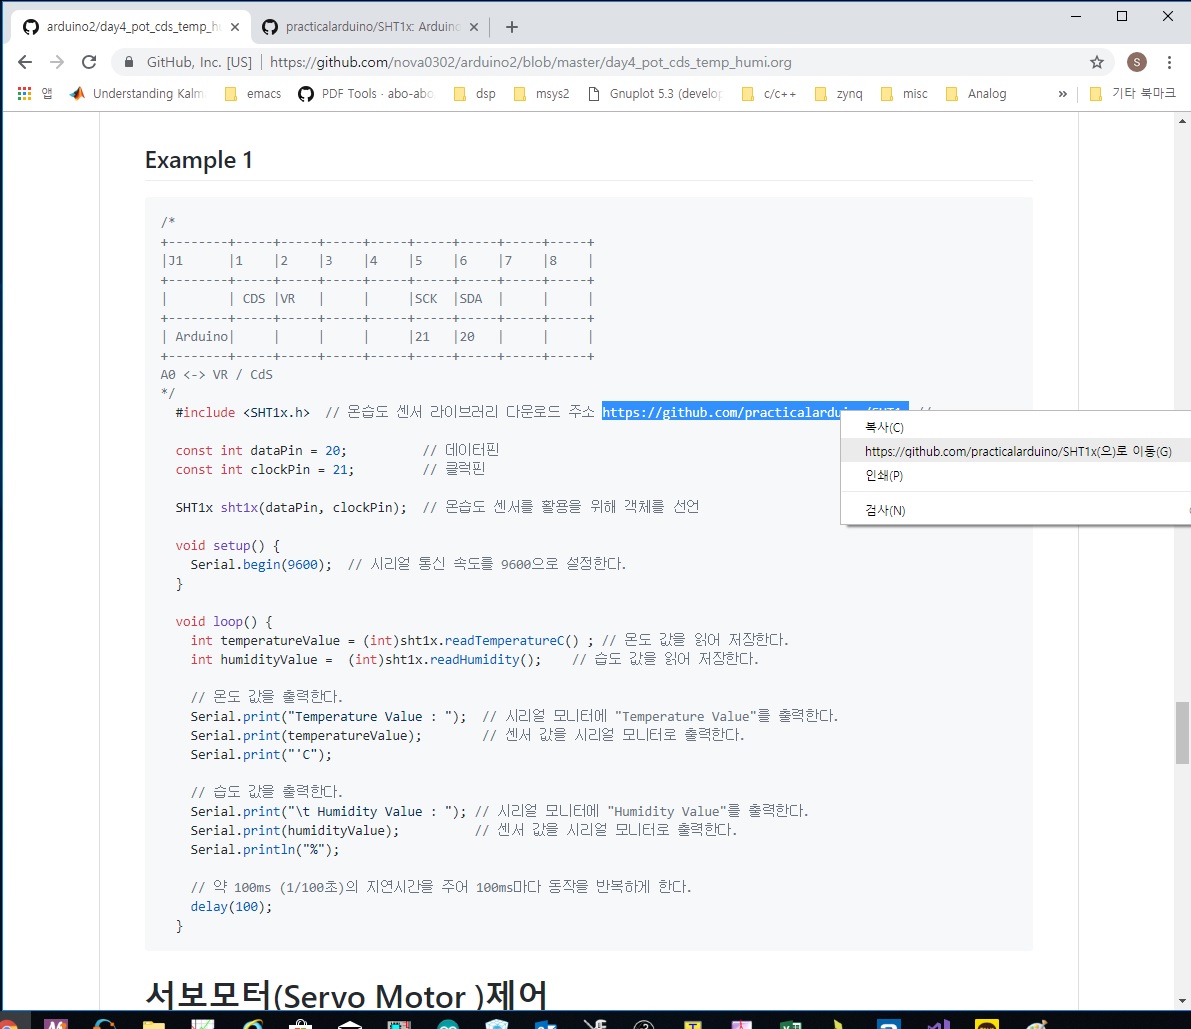 arduino2/day4_pot_cds_temp_h
practicalarduino/SHT1x: Arduino
GitHub, Inc. [US] | https://github.com/nova0302/arduino2/blob/master/day4_pot_cds_temp_humi.org
S
앱
Understanding Kalm
emacs
PDF Tools · abo-abo
dsp
msys2
Gnuplot 5.3 (develop
c/c++
zynq
misc
Analog
»
기타 북마크
Example 1
/*
+--------+-----+-----+-----+-----+-----+-----+-----+-----+
|J1      |1    |2    |3    |4    |5    |6    |7    |8    |
+--------+-----+-----+-----+-----+-----+-----+-----+-----+
|        | CDS |VR   |     |     |SCK  |SDA  |     |     |
+--------+-----+-----+-----+-----+-----+-----+-----+-----+
| Arduino|     |     |     |     |21   |20   |     |     |
+--------+-----+-----+-----+-----+-----+-----+-----+-----+
A0 <-> VR / CdS
*/
#include <SHT1x.h>  // 온습도 센서 라이브러리 다운로드 주소 https://github.com/practicalarduino/SHT1x //
const int dataPin = 20;          // 데이터핀
const int clockPin = 21;         // 클럭핀
SHT1x sht1x(dataPin, clockPin);  // 온습도 센서를 활용을 위해 객체를 선언
void setup() {
Serial.begin(9600);  // 시리얼 통신 속도를 9600으로 설정한다.
}
void loop() {
int temperatureValue = (int)sht1x.readTemperatureC() ; // 온도 값을 읽어 저장한다.
int humidityValue =  (int)sht1x.readHumidity();    // 습도 값을 읽어 저장한다.
// 온도 값을 출력한다.
Serial.print("Temperature Value : ");  // 시리얼 모니터에 "Temperature Value"를 출력한다.
Serial.print(temperatureValue);        // 센서 값을 시리얼 모니터로 출력한다.
Serial.print("'C");
// 습도 값을 출력한다.
Serial.print("\t Humidity Value : "); // 시리얼 모니터에 "Humidity Value"를 출력한다.
Serial.print(humidityValue);          // 센서 값을 시리얼 모니터로 출력한다.
Serial.println("%");
// 약 100ms (1/100초)의 지연시간을 주어 100ms마다 동작을 반복하게 한다.
delay(100);
}
복사(C)
https://github.com/practicalarduino/SHT1x(으)로 이동(G)
인쇄(P)
검사(N)
서보모터(Servo Motor )제어